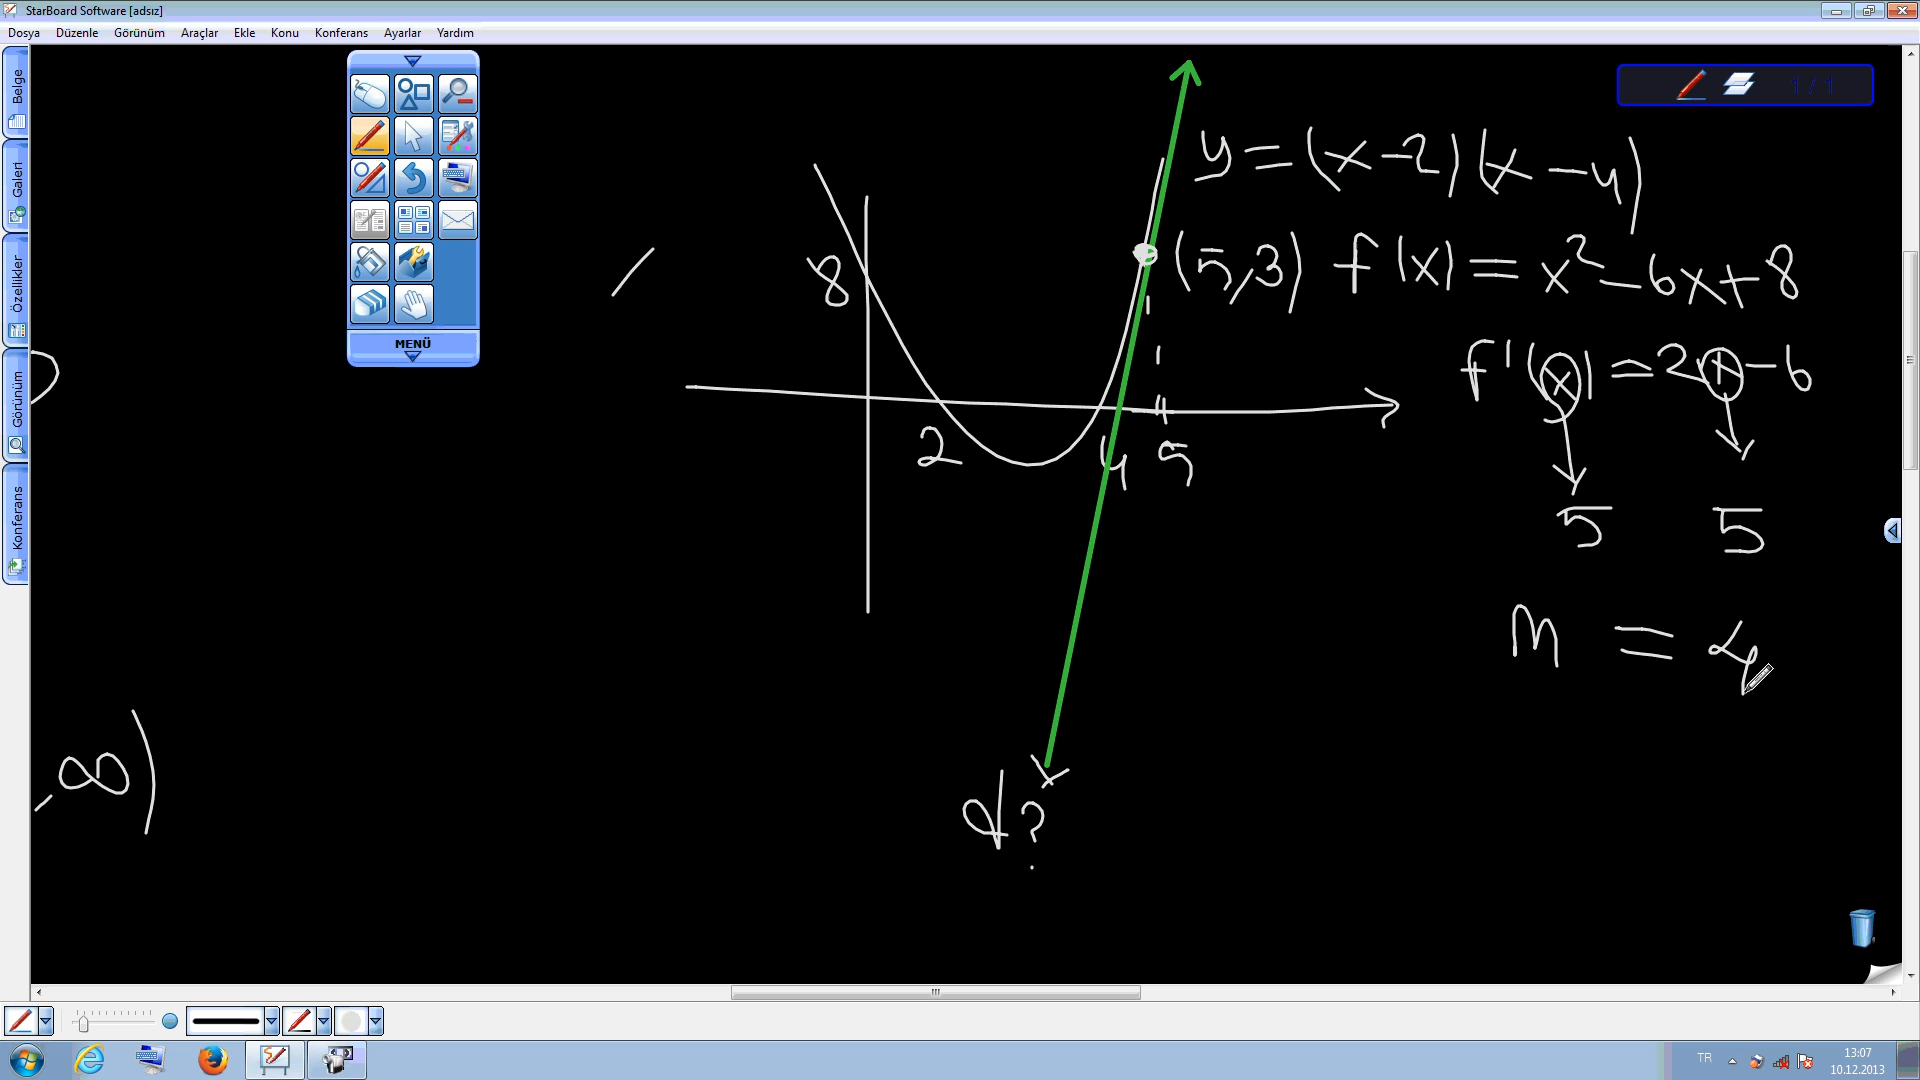 StarBoard Software [adsız]
Dosya Düzenle Görünüm Araçlar Ekle Konu Konferans Ayarlar Yardım
Belge
Galeri
Özellikler
Görünüm
Konferans
MENÜ
1 / 1
y = (x-2)(x-4)
8
(5,3) f(x) = x²-6x+8
f'(x) = 2x-6
2 4 5
5 5
m = 4
, ∞)
d?
TR
13:07
10.12.2013